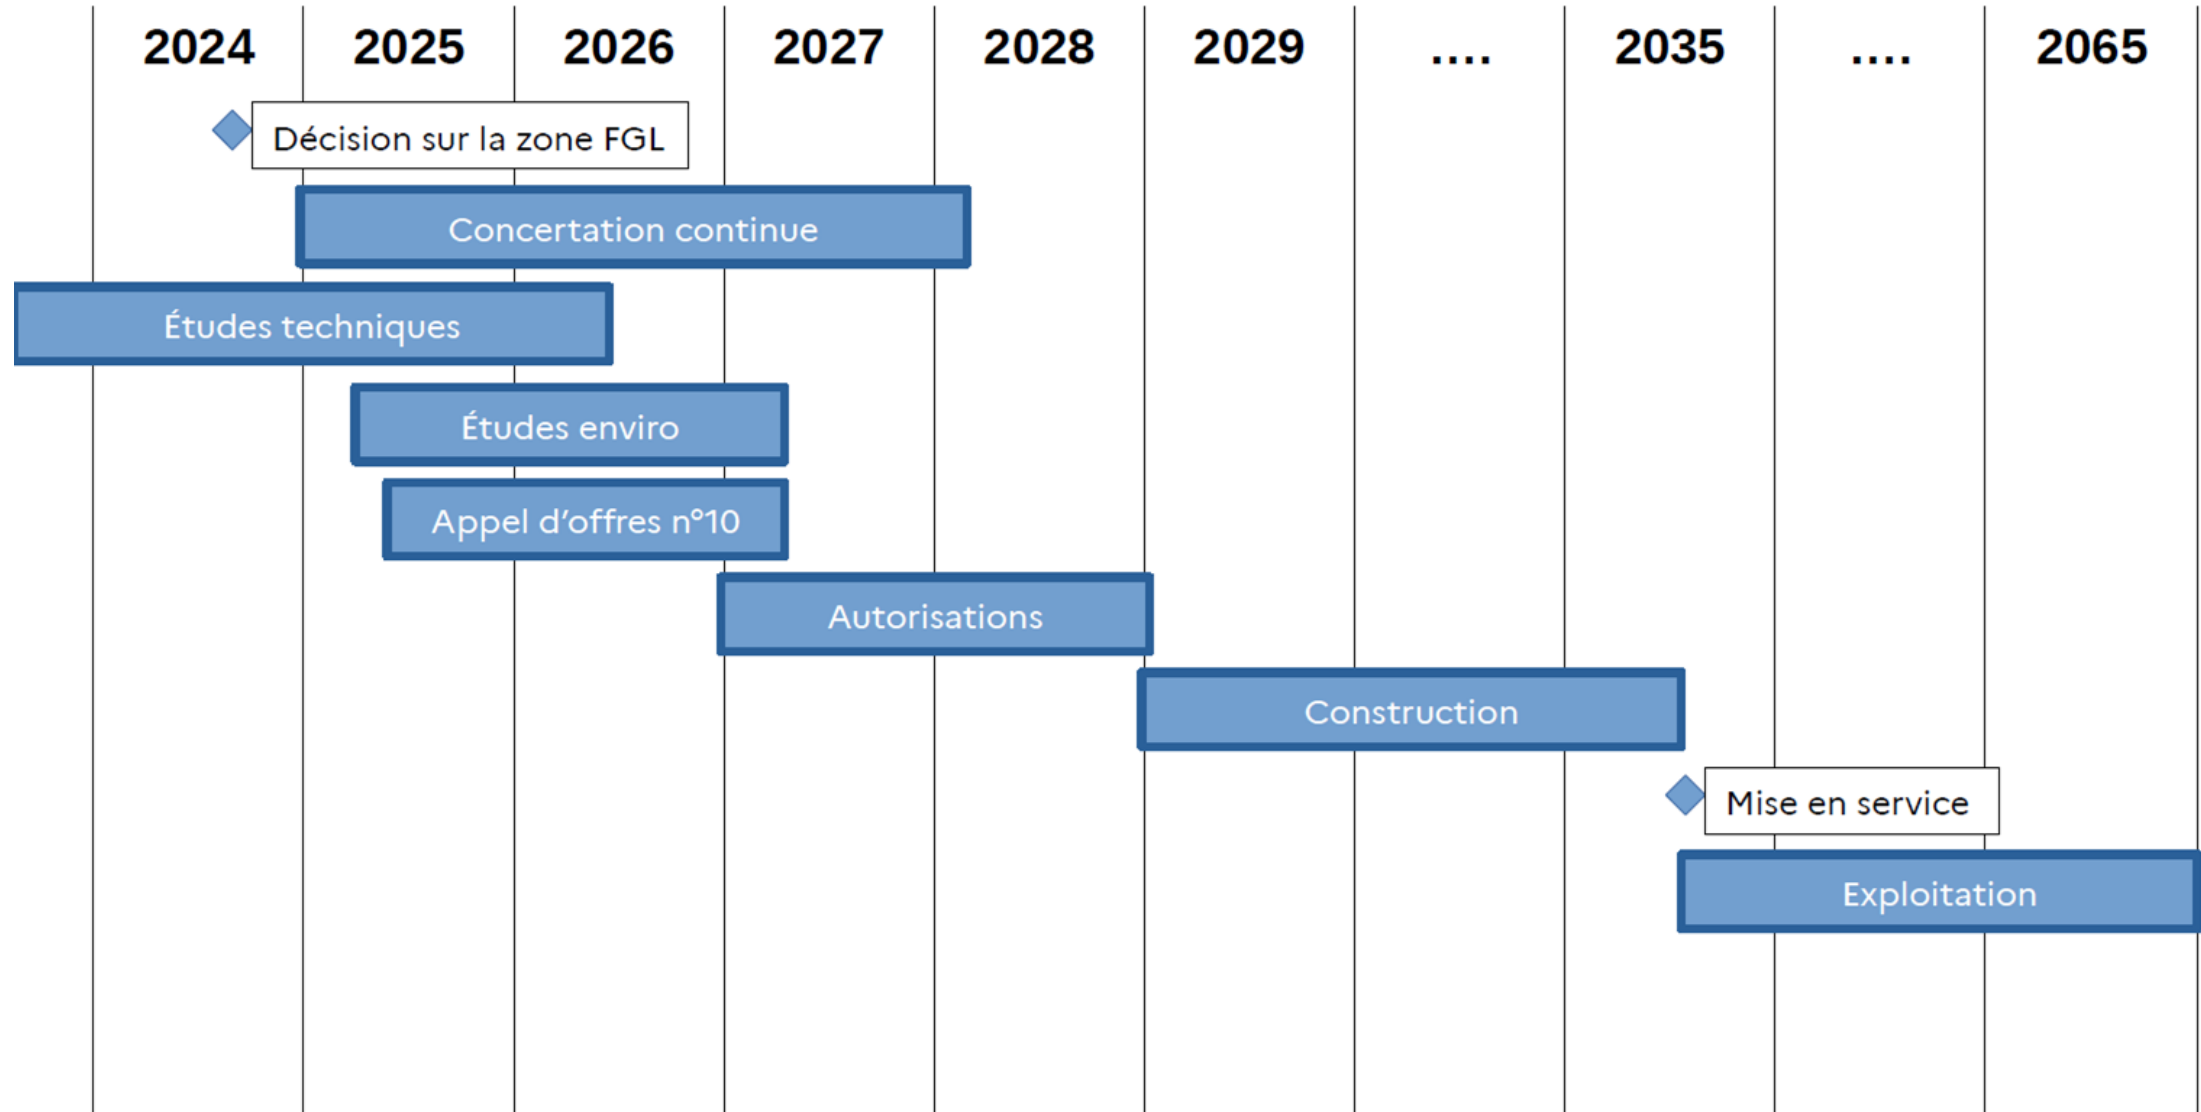 2024 2025 2026 2027 2028 2029 .... 2035 .... 2065
Décision sur la zone FGL
Concertation continue
Études techniques
Études enviro
Appel d’offres n°10
Autorisations
Construction
Mise en service
Exploitation